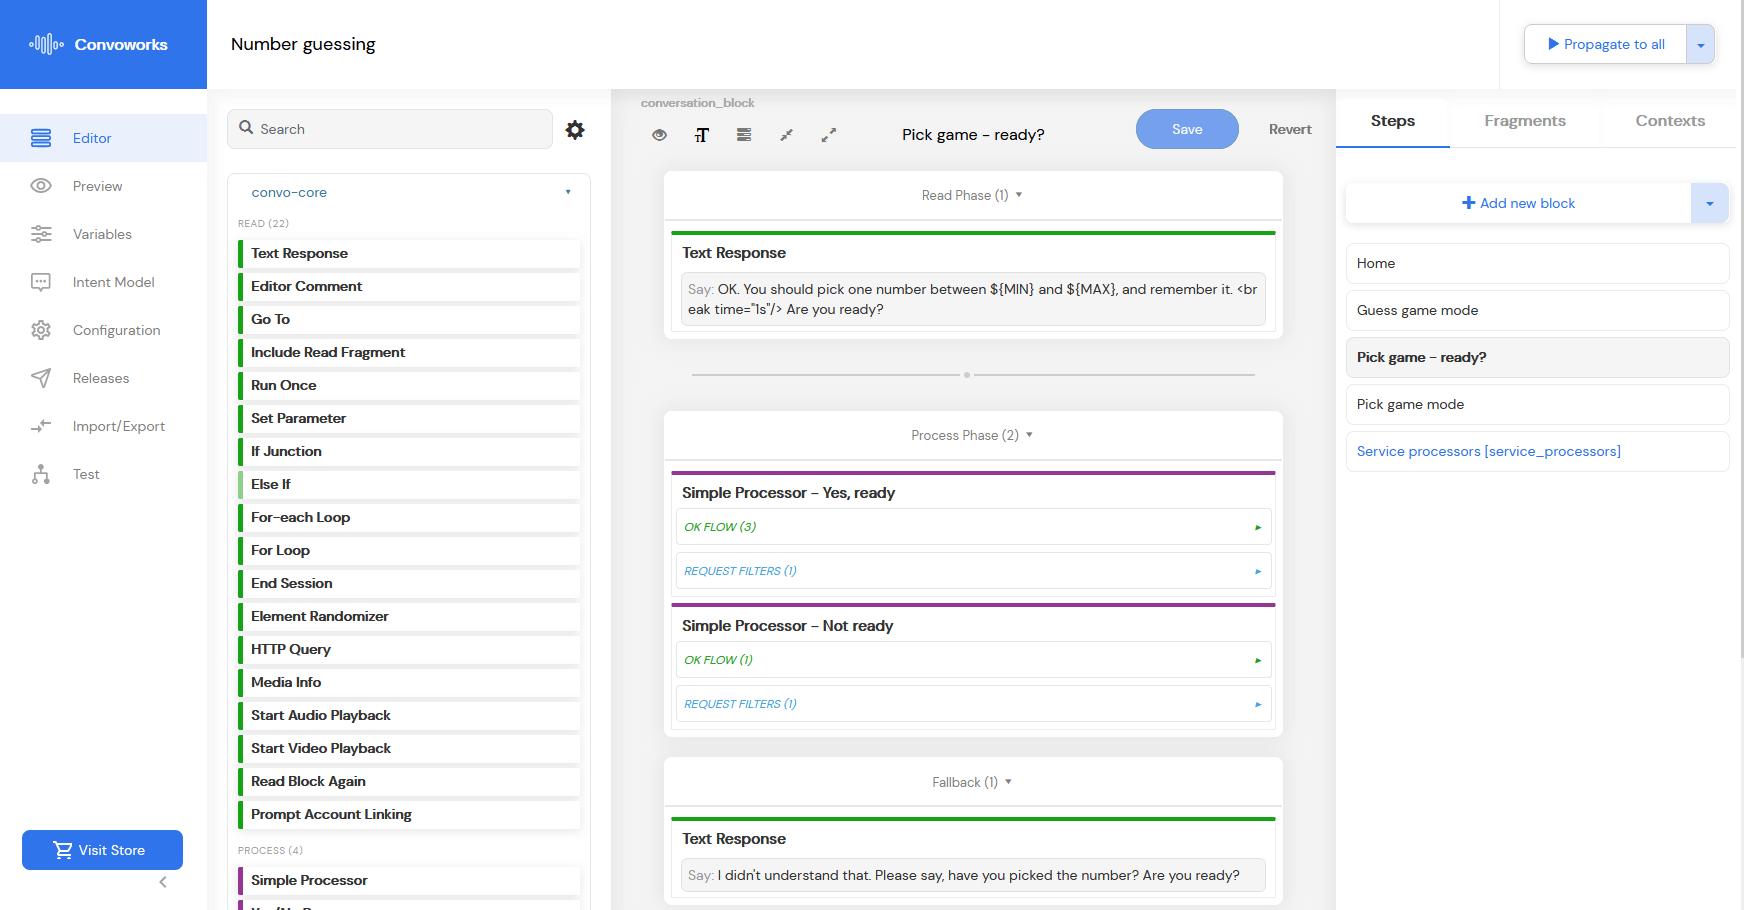 Convoworks
Number guessing
Propagate to all
Editor
Preview
Variables
Intent Model
Configuration
Releases
Import/Export
Test
Visit Store
Search
convo-core
READ (22)
Text Response
Editor Comment
Go To
Include Read Fragment
Run Once
Set Parameter
If Junction
Else If
For-each Loop
For Loop
End Session
Element Randomizer
HTTP Query
Media Info
Start Audio Playback
Start Video Playback
Read Block Again
Prompt Account Linking
PROCESS (4)
Simple Processor
conversation_block
Pick game - ready?
Save
Revert
Read Phase (1)
Text Response
Say: OK. You should pick one number between ${MIN} and ${MAX}, and remember it. <br
eak time="1s"/> Are you ready?
Process Phase (2)
Simple Processor - Yes, ready
OK FLOW (3)
REQUEST FILTERS (1)
Simple Processor - Not ready
OK FLOW (1)
REQUEST FILTERS (1)
Fallback (1)
Text Response
Say: I didn't understand that. Please say, have you picked the number? Are you ready?
Steps
Fragments
Contexts
Add new block
Home
Guess game mode
Pick game - ready?
Pick game mode
Service processors [service_processors]